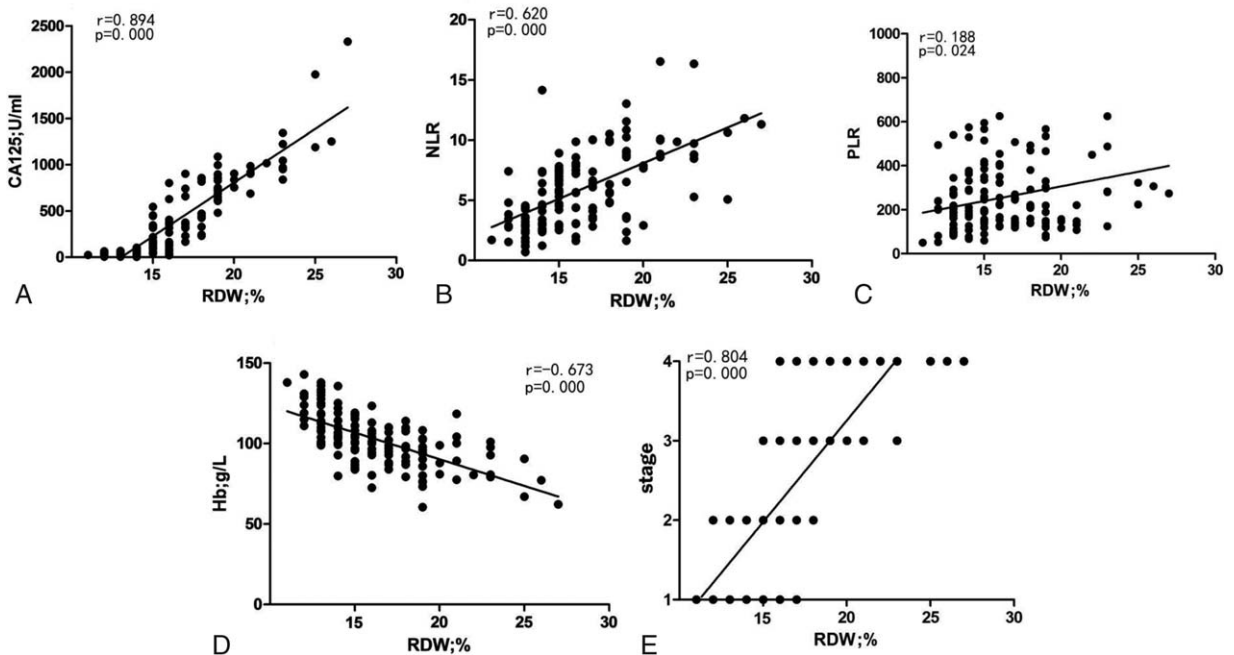 r=0.894
p=0.000
2500
2000
1500
1000
500
0
CA125;U/ml
15
20
25
30
RDW;%
A
r=0.620
p=0.000
20
15
10
5
0
NLR
15
20
25
30
RDW;%
B
r=0.188
p=0.024
1000
800
600
400
200
0
PLR
15
20
25
30
RDW;%
C
r=-0.673
p=0.000
150
100
50
0
Hb;g/L
15
20
25
30
RDW;%
D
r=0.804
p=0.000
4
3
2
1
stage
15
20
25
30
RDW;%
E